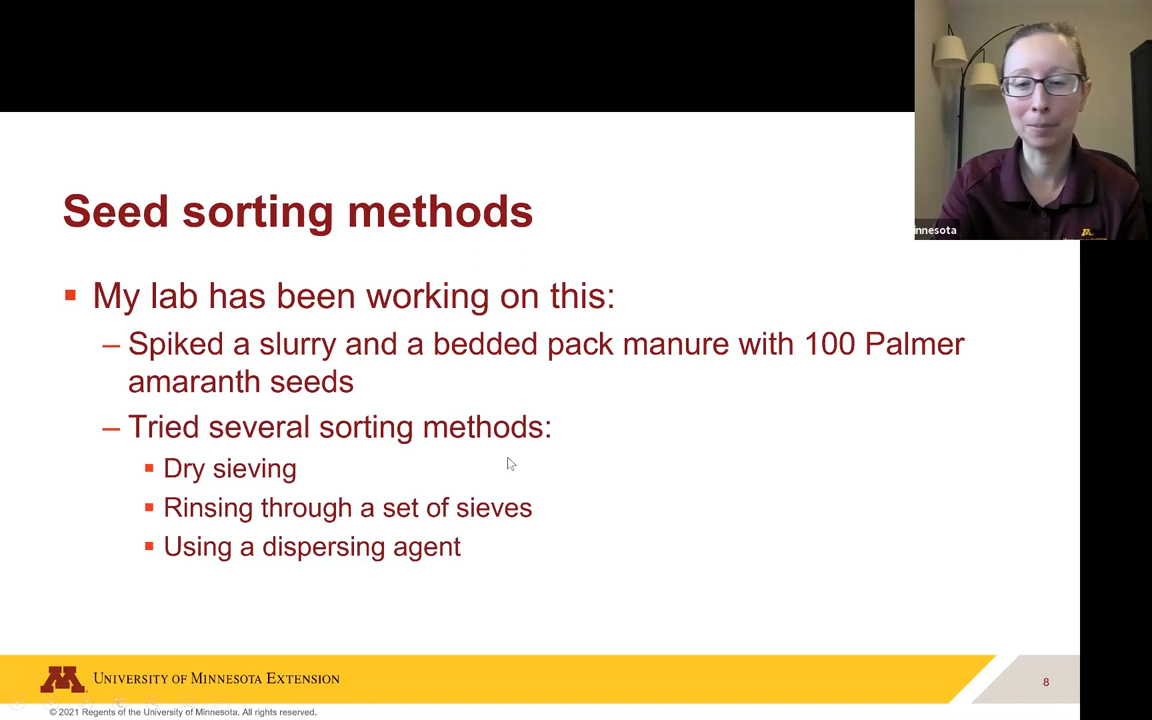 innesota
Seed sorting methods
My lab has been working on this:
– Spiked a slurry and a bedded pack manure with 100 Palmer
amaranth seeds
– Tried several sorting methods:
Dry sieving
Rinsing through a set of sieves
Using a dispersing agent
M UNIVERSITY OF MINNESOTA EXTENSION
8
© 2021 Regents of the University of Minnesota. All rights reserved.